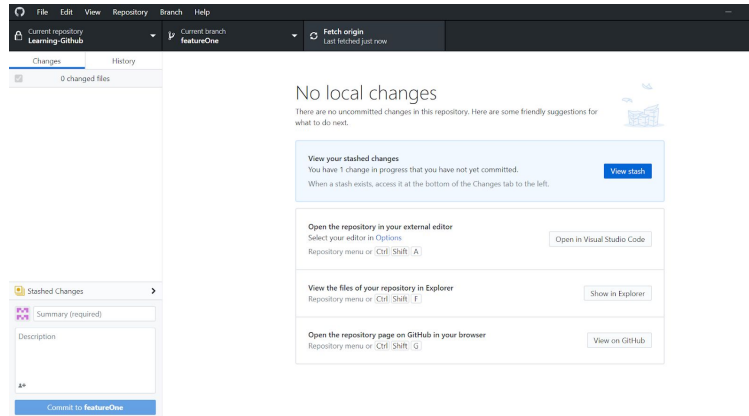 File Edit View Repository Branch Help
Current repository
Learning-Github
Current branch
featureOne
Fetch origin
Last fetched just now
Changes History
0 changed files
No local changes
There are no uncommitted changes in this repository. Here are some friendly suggestions for
what to do next.
View your stashed changes
You have 1 change in progress that you have not yet committed.
When a stash exists, access it at the bottom of the Changes tab to the left.
View stash
Open the repository in your external editor
Select your editor in Options
Repository menu or Ctrl Shift A
Open in Visual Studio Code
View the files of your repository in Explorer
Repository menu or Ctrl Shift F
Show in Explorer
Open the repository page on GitHub in your browser
Repository menu or Ctrl Shift G
View on GitHub
Stashed Changes
Summary (required)
Description
Commit to featureOne